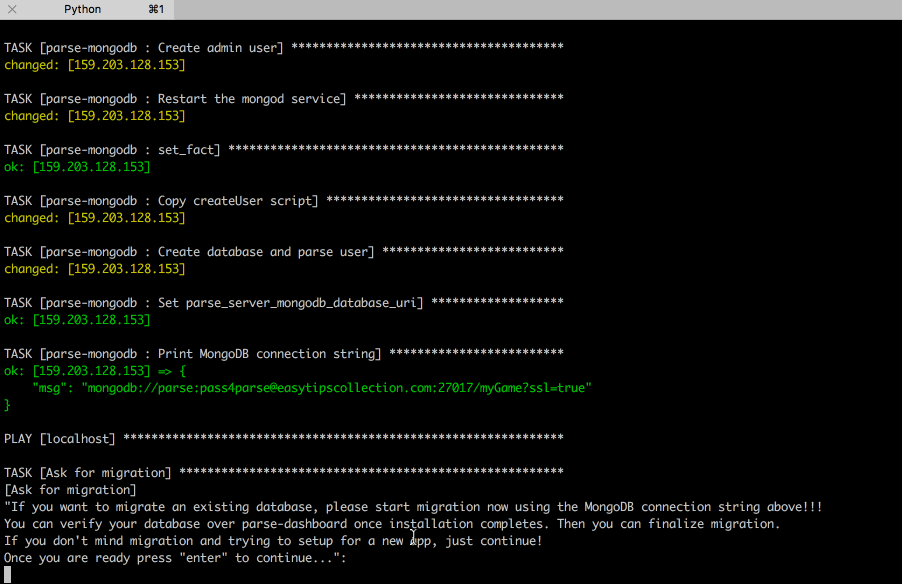 Python ⌘1
TASK [parse-mongodb : Create admin user] ***************************************
changed: [159.203.128.153]
TASK [parse-mongodb : Restart the mongod service] ******************************
changed: [159.203.128.153]
TASK [parse-mongodb : set_fact] ************************************************
ok: [159.203.128.153]
TASK [parse-mongodb : Copy createUser script] **********************************
changed: [159.203.128.153]
TASK [parse-mongodb : Create database and parse user] **************************
changed: [159.203.128.153]
TASK [parse-mongodb : Set parse_server_mongodb_database_uri] *******************
ok: [159.203.128.153]
TASK [parse-mongodb : Print MongoDB connection string] *************************
ok: [159.203.128.153] => {
"msg": "mongodb://parse:pass4parse@easytipscollection.com:27017/myGame?ssl=true"
}
PLAY [localhost] ***************************************************************
TASK [Ask for migration] *******************************************************
[Ask for migration]
"If you want to migrate an existing database, please start migration now using the MongoDB connection string above!!!
You can verify your database over parse-dashboard once installation completes. Then you can finalize migration.
If you don't mind migration and trying to setup for a new app, just continue!
Once you are ready press "enter" to continue...":